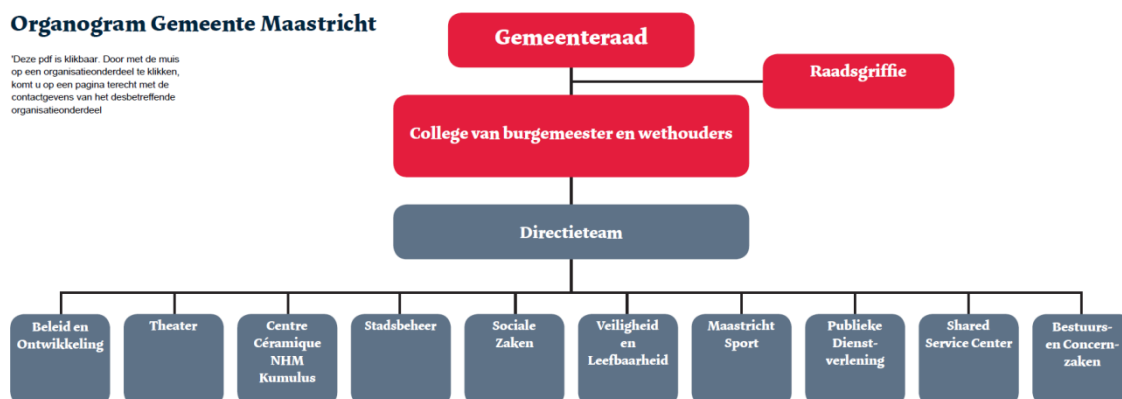 Organogram Gemeente Maastricht
'Deze pdf is klikbaar. Door met de muis
op een organisatieonderdeel te klikken,
komt u op een pagina terecht met de
contactgevens van het desbetreffende
organisatieonderdeel
Gemeenteraad
Raadsgriffie
College van burgemeester en wethouders
Directieteam
Beleid en
Ontwikkeling
Theater
Centre
Céramique
NHM
Kumulus
Stadsbeheer
Sociale
Zaken
Veiligheid
en
Leefbaarheid
Maastricht
Sport
Publieke
Dienst-
verlening
Shared
Service Center
Bestuurs-
en Concern-
zaken